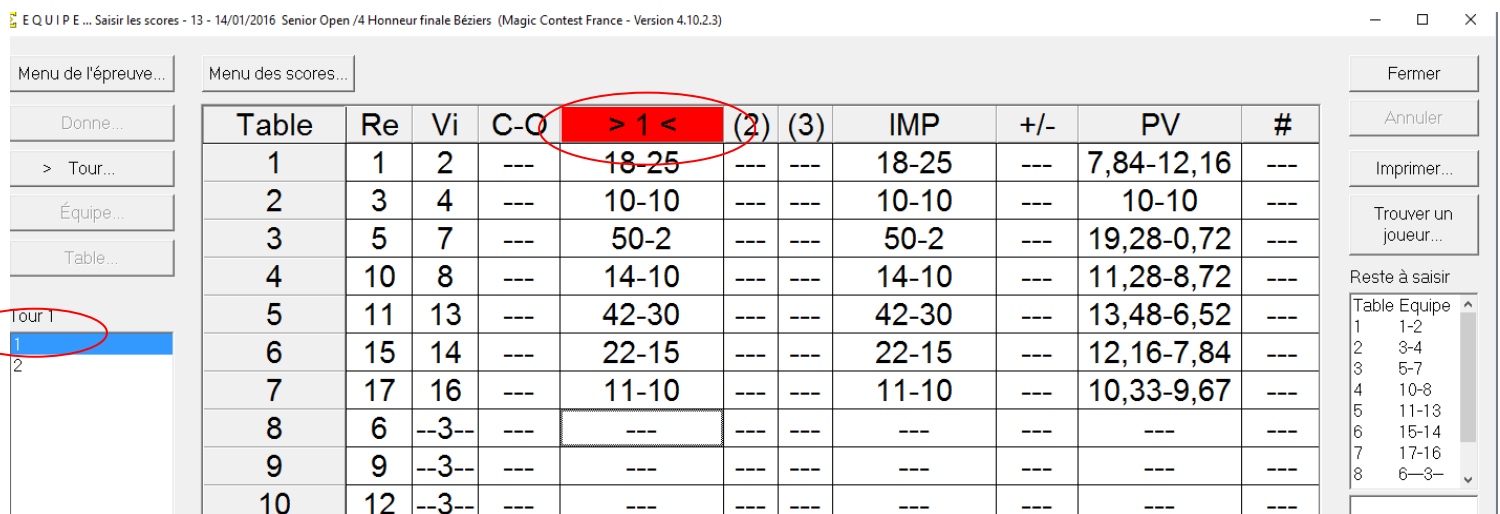 E Q U I P E ... Saisir les scores - 13 - 14/01/2016 Senior Open /4 Honneur finale Béziers (Magic Contest France - Version 4.10.2.3)
Menu de l'épreuve... Menu des scores... Fermer
Donne... Annuler
> Tour... Imprimer...
Équipe... Trouver un joueur...
Table...
Table Re Vi C-O > 1 < (2) (3) IMP +/- PV #
1 1 2 --- 18-25 --- --- 18-25 --- 7,84-12,16 ---
2 3 4 --- 10-10 --- --- 10-10 --- 10-10 ---
3 5 7 --- 50-2 --- --- 50-2 --- 19,28-0,72 ---
4 10 8 --- 14-10 --- --- 14-10 --- 11,28-8,72 ---
5 11 13 --- 42-30 --- --- 42-30 --- 13,48-6,52 ---
6 15 14 --- 22-15 --- --- 22-15 --- 12,16-7,84 ---
7 17 16 --- 11-10 --- --- 11-10 --- 10,33-9,67 ---
8 6 --3-- --- --- --- --- --- --- --- ---
9 9 --3-- --- --- --- --- --- --- --- ---
10 12 --3-- --- --- --- --- --- --- --- ---
Tour 1
1
2
Reste à saisir
Table Equipe
1 1-2
2 3-4
3 5-7
4 10-8
5 11-13
6 15-14
7 17-16
8 6—3–